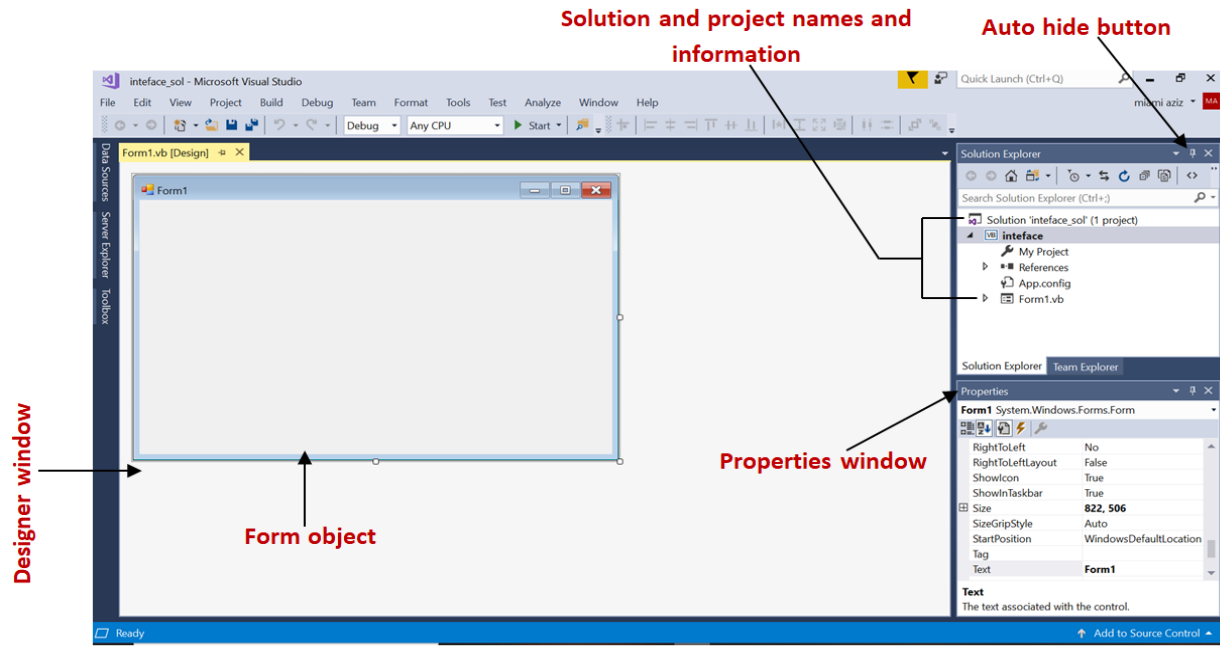 Solution and project names and
information
Auto hide button
inteface_sol - Microsoft Visual Studio
Quick Launch (Ctrl+Q)
File Edit View Project Build Debug Team Format Tools Test Analyze Window Help
miami aziz
MA
Debug
Any CPU
Start
Data Sources
Server Explorer
Toolbox
Form1.vb [Design]
Form1
Solution Explorer
Search Solution Explorer (Ctrl+;)
Solution 'inteface_sol' (1 project)
VB inteface
My Project
References
App.config
Form1.vb
Solution Explorer Team Explorer
Properties
Form1 System.Windows.Forms.Form
RightToLeft No
RightToLeftLayout False
ShowIcon True
ShowInTaskbar True
Size 822, 506
SizeGripStyle Auto
StartPosition WindowsDefaultLocation
Tag
Text Form1
Text
The text associated with the control.
Designer window
Form object
Properties window
Ready
Add to Source Control